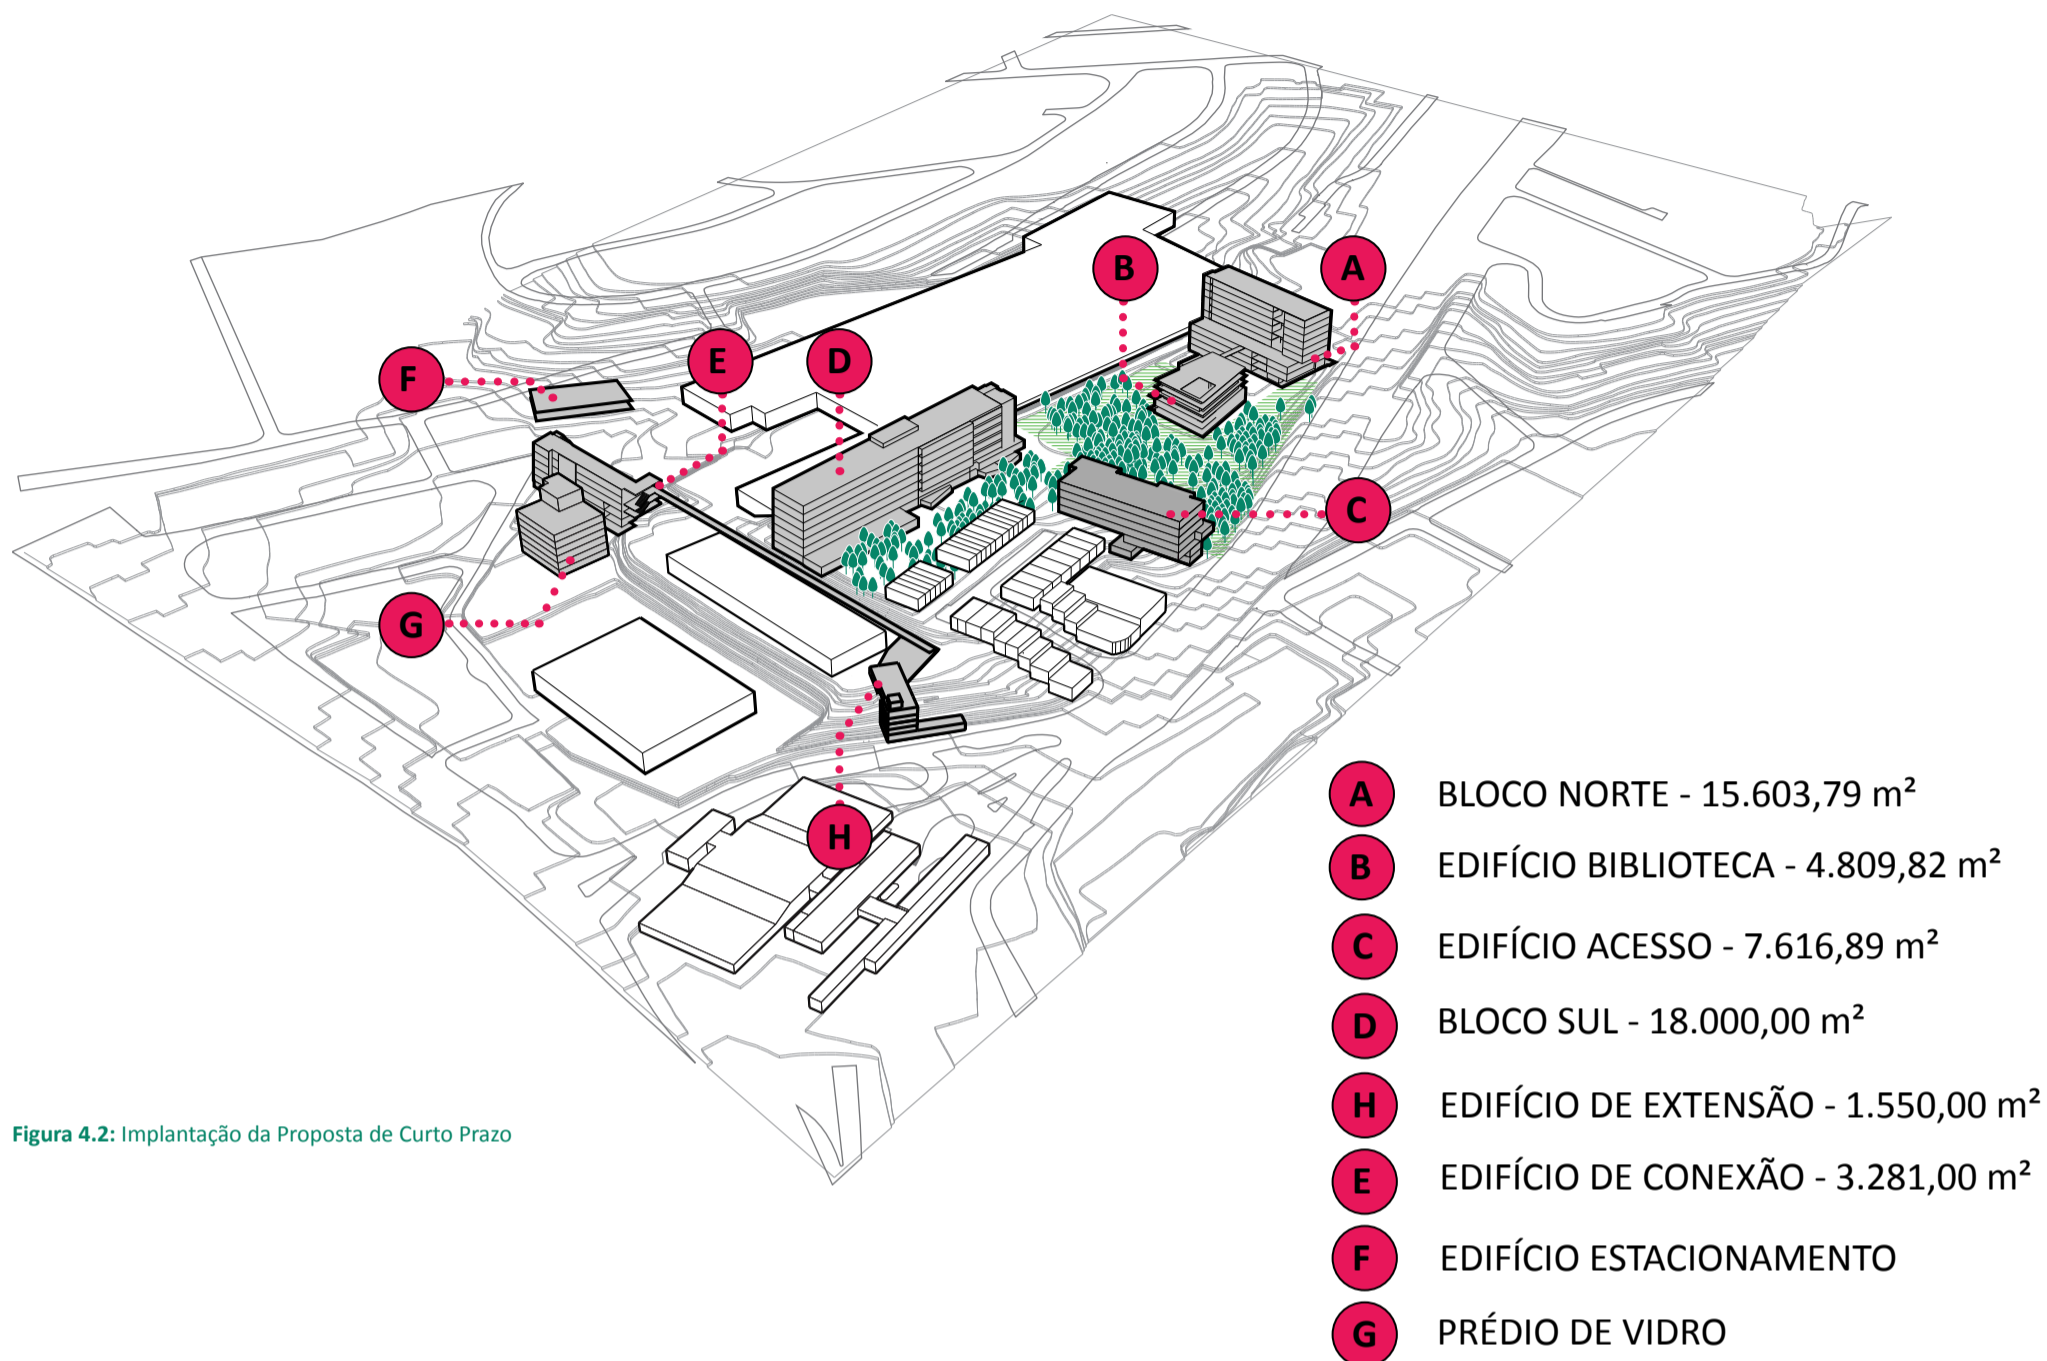 B
A
E
D
F
C
G
H
A BLOCO NORTE - 15.603,79 m²
B EDIFÍCIO BIBLIOTECA - 4.809,82 m²
C EDIFÍCIO ACESSO - 7.616,89 m²
D BLOCO SUL - 18.000,00 m²
H EDIFÍCIO DE EXTENSÃO - 1.550,00 m²
E EDIFÍCIO DE CONEXÃO - 3.281,00 m²
F EDIFÍCIO ESTACIONAMENTO
G PRÉDIO DE VIDRO
Figura 4.2: Implantação da Proposta de Curto Prazo